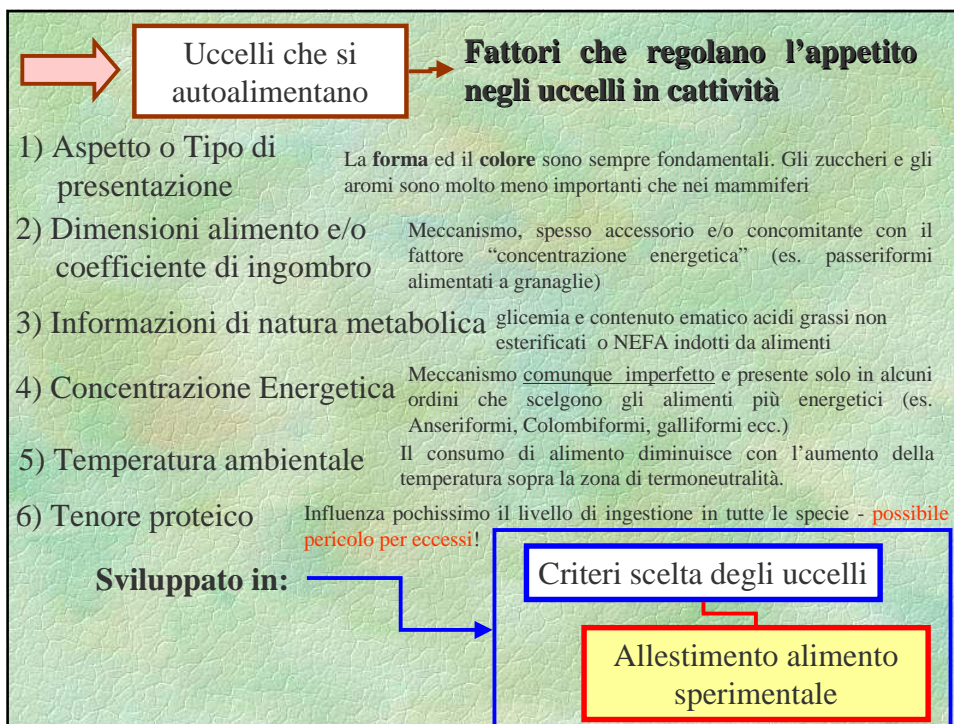 Uccelli che si
autoalimentano
Fattori che regolano l'appetito
negli uccelli in cattività
1) Aspetto o Tipo di
presentazione
La forma ed il colore sono sempre fondamentali. Gli zuccheri e gli
aromi sono molto meno importanti che nei mammiferi
2) Dimensioni alimento e/o
coefficiente di ingombro
Meccanismo, spesso accessorio e/o concomitante con il
fattore "concentrazione energetica" (es. passeriformi
alimentati a granaglie)
3) Informazioni di natura metabolica
glicemia e contenuto ematico acidi grassi non
esterificati o NEFA indotti da alimenti
4) Concentrazione Energetica
Meccanismo comunque imperfetto e presente solo in alcuni
ordini che scelgono gli alimenti più energetici (es.
Anseriformi, Colombiformi, galliformi ecc.)
5) Temperatura ambientale
Il consumo di alimento diminuisce con l'aumento della
temperatura sopra la zona di termoneutralità.
6) Tenore proteico
Influenza pochissimo il livello di ingestione in tutte le specie - possibile
pericolo per eccessi!
Sviluppato in:
Criteri scelta degli uccelli
Allestimento alimento
sperimentale